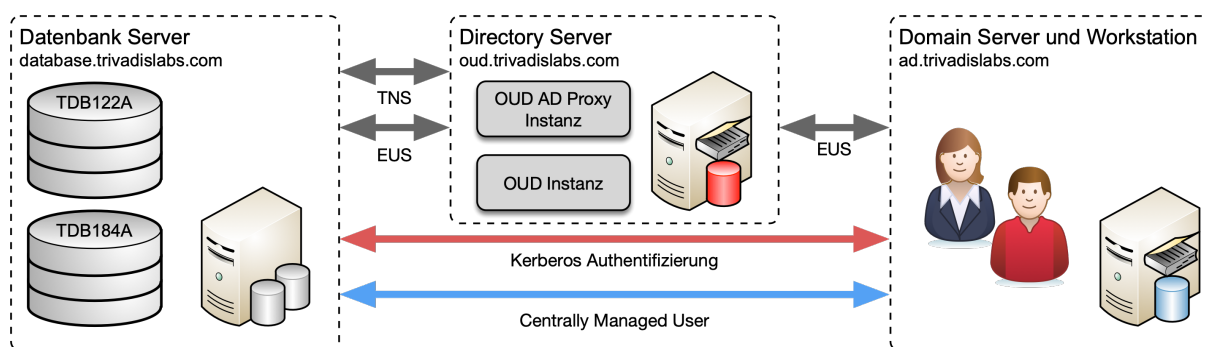 Datenbank Server
database.trivadislabs.com
TDB122A
TDB184A
TNS
EUS
Directory Server
oud.trivadislabs.com
OUD AD Proxy
Instanz
OUD Instanz
EUS
Kerberos Authentifizierung
Centrally Managed User
Domain Server und Workstation
ad.trivadislabs.com